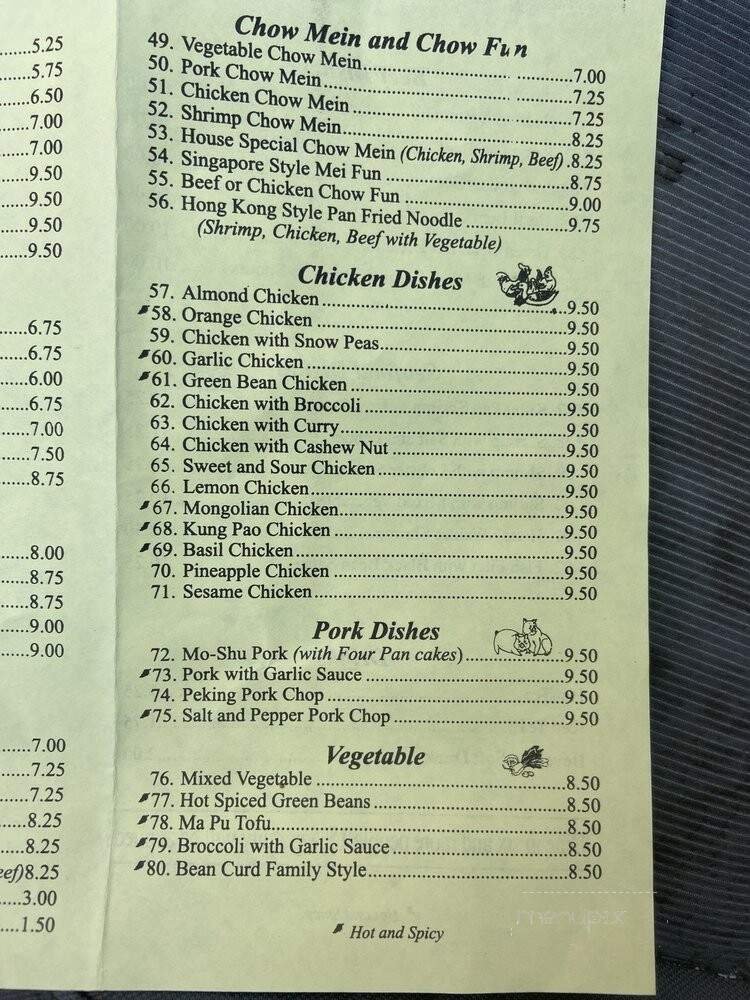 .....5.25
.....5.75
.....6.50
.....7.00
.....7.00
.....9.50
.....9.50
.....9.50
.....9.50
.....6.75
.....6.75
.....6.00
.....6.75
.....7.00
.....7.50
.....8.75
.....8.00
.....8.75
.....8.75
.....9.00
.....9.00
.....7.00
.....7.25
.....7.25
.....8.25
.....8.25
eef)8.25
.....3.00
....1.50
Chow Mein and Chow Fun
49. Vegetable Chow Mein..........7.00
50. Pork Chow Mein..........7.25
51. Chicken Chow Mein..........7.25
52. Shrimp Chow Mein..........8.25
53. House Special Chow Mein (Chicken, Shrimp, Beef) .8.25
54. Singapore Style Mei Fun ..........8.75
55. Beef or Chicken Chow Fun ..........9.00
56. Hong Kong Style Pan Fried Noodle ..........9.75
(Shrimp, Chicken, Beef with Vegetable)
Chicken Dishes
57. Almond Chicken ..........9.50
58. Orange Chicken ..........9.50
59. Chicken with Snow Peas..........9.50
60. Garlic Chicken ..........9.50
61. Green Bean Chicken ..........9.50
62. Chicken with Broccoli ..........9.50
63. Chicken with Curry..........9.50
64. Chicken with Cashew Nut ..........9.50
65. Sweet and Sour Chicken ..........9.50
66. Lemon Chicken..........9.50
67. Mongolian Chicken..........9.50
68. Kung Pao Chicken ..........9.50
69. Basil Chicken..........9.50
70. Pineapple Chicken ..........9.50
71. Sesame Chicken..........9.50
Pork Dishes
72. Mo-Shu Pork (with Four Pan cakes)..........9.50
73. Pork with Garlic Sauce ..........9.50
74. Peking Pork Chop ..........9.50
75. Salt and Pepper Pork Chop ..........9.50
Vegetable
76. Mixed Vegetable ..........8.50
77. Hot Spiced Green Beans ..........8.50
78. Ma Pu Tofu..........8.50
79. Broccoli with Garlic Sauce ..........8.50
80. Bean Curd Family Style..........8.50
menupix
Hot and Spicy